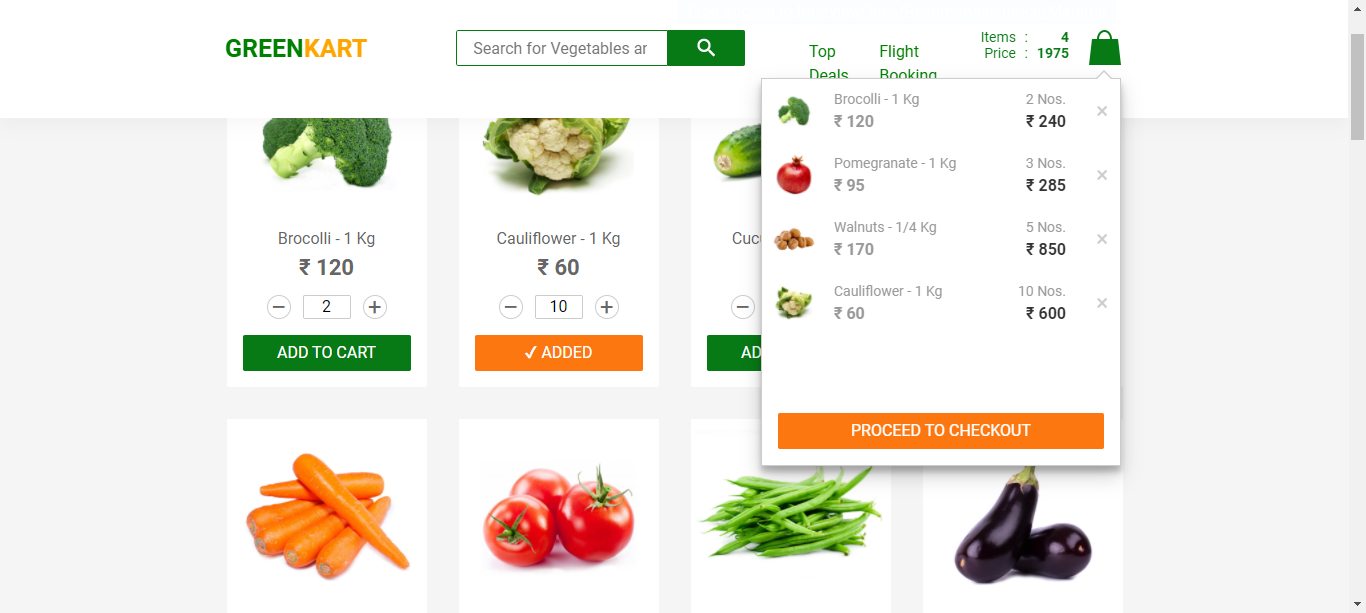 GREENKART
Search for Vegetables ar
Top
Deals
Flight
Booking
Items : 4
Price : 1975
Brocolli - 1 Kg 2 Nos.
₹ 120 ₹ 240
×
Pomegranate - 1 Kg 3 Nos.
₹ 95 ₹ 285
×
Walnuts - 1/4 Kg 5 Nos.
₹ 170 ₹ 850
×
Cauliflower - 1 Kg 10 Nos.
₹ 60 ₹ 600
×
PROCEED TO CHECKOUT
Brocolli - 1 Kg
₹ 120
− 2 +
ADD TO CART
Cauliflower - 1 Kg
₹ 60
− 10 +
✓ ADDED
Cucu
−
AD